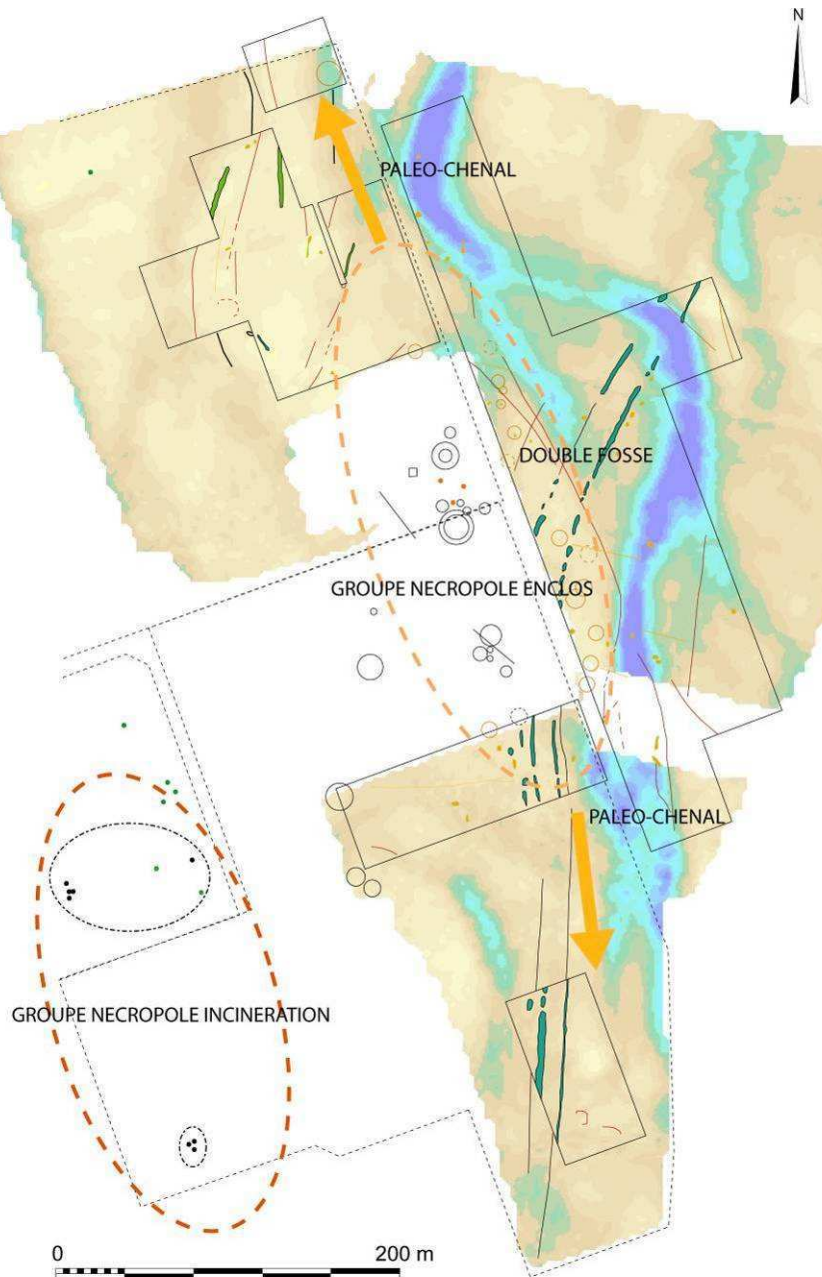 N
PALEO-CHENAL
DOUBLE FOSSE
GROUPE NECROPOLE ENCLOS
PALEO-CHENAL
GROUPE NECROPOLE INCINERATION
0 200 m